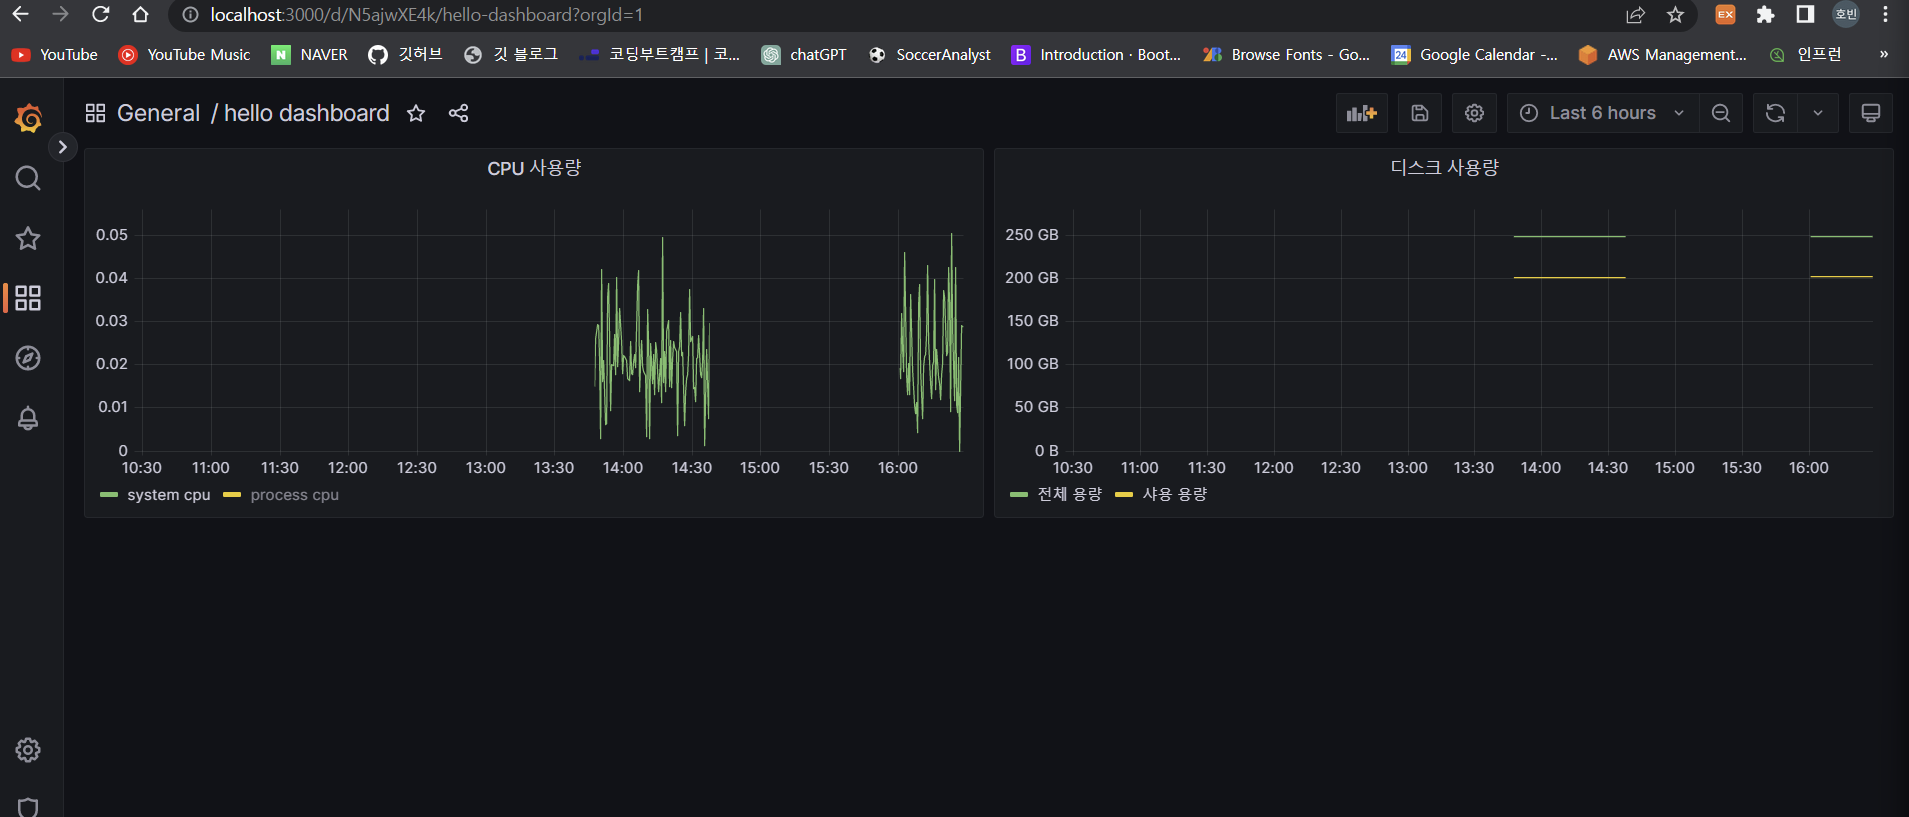 localhost:3000/d/N5ajwXE4k/hello-dashboard?orgId=1
EX
호빈
YouTube YouTube Music N NAVER 깃허브 깃 블로그 코딩부트캠프 | 코... chatGPT SoccerAnalyst B Introduction · Boot... Browse Fonts - Go... 24 Google Calendar -... AWS Management... 인프런 »
General / hello dashboard
Last 6 hours
CPU 사용량
0.05
0.04
0.03
0.02
0.01
0
10:30 11:00 11:30 12:00 12:30 13:00 13:30 14:00 14:30 15:00 15:30 16:00
system cpu process cpu
디스크 사용량
250 GB
200 GB
150 GB
100 GB
50 GB
0 B
10:30 11:00 11:30 12:00 12:30 13:00 13:30 14:00 14:30 15:00 15:30 16:00
전체 용량 사용 용량